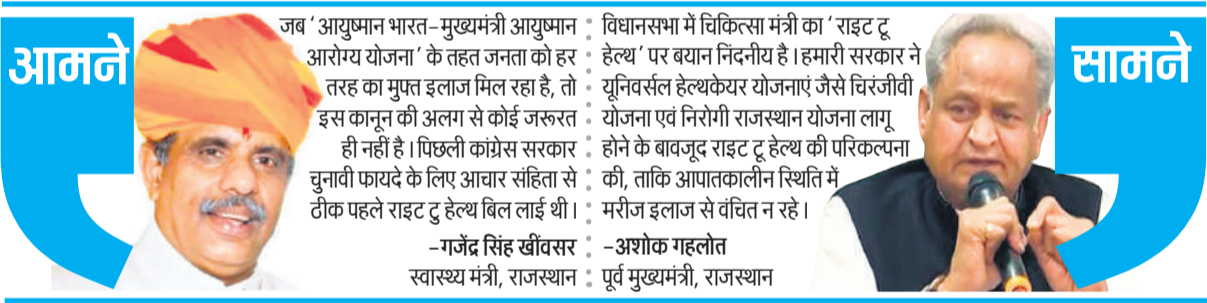 आमने
जब ‘ आयुष्मान भारत–मुख्यमंत्री आयुष्मान
आरोग्य योजना ’ के तहत जनता को हर
तरह का मुफ्त इलाज मिल रहा है, तो
इस कानून की अलग से कोई जरूरत
ही नहीं है। पिछली कांग्रेस सरकार
चुनावी फायदे के लिए आचार संहिता से
ठीक पहले राइट टु हेल्थ बिल लाई थी।
–गजेंद्र सिंह खींवसर
स्वास्थ्य मंत्री, राजस्थान
विधानसभा में चिकित्सा मंत्री का ‘ राइट टू
हेल्थ ’ पर बयान निंदनीय है। हमारी सरकार ने
यूनिवर्सल हेल्थकेयर योजनाएं जैसे चिरंजीवी
योजना एवं निरोगी राजस्थान योजना लागू
होने के बावजूद राइट टू हेल्थ की परिकल्पना
की, ताकि आपातकालीन स्थिति में
मरीज इलाज से वंचित न रहे।
–अशोक गहलोत
पूर्व मुख्यमंत्री, राजस्थान
सामने